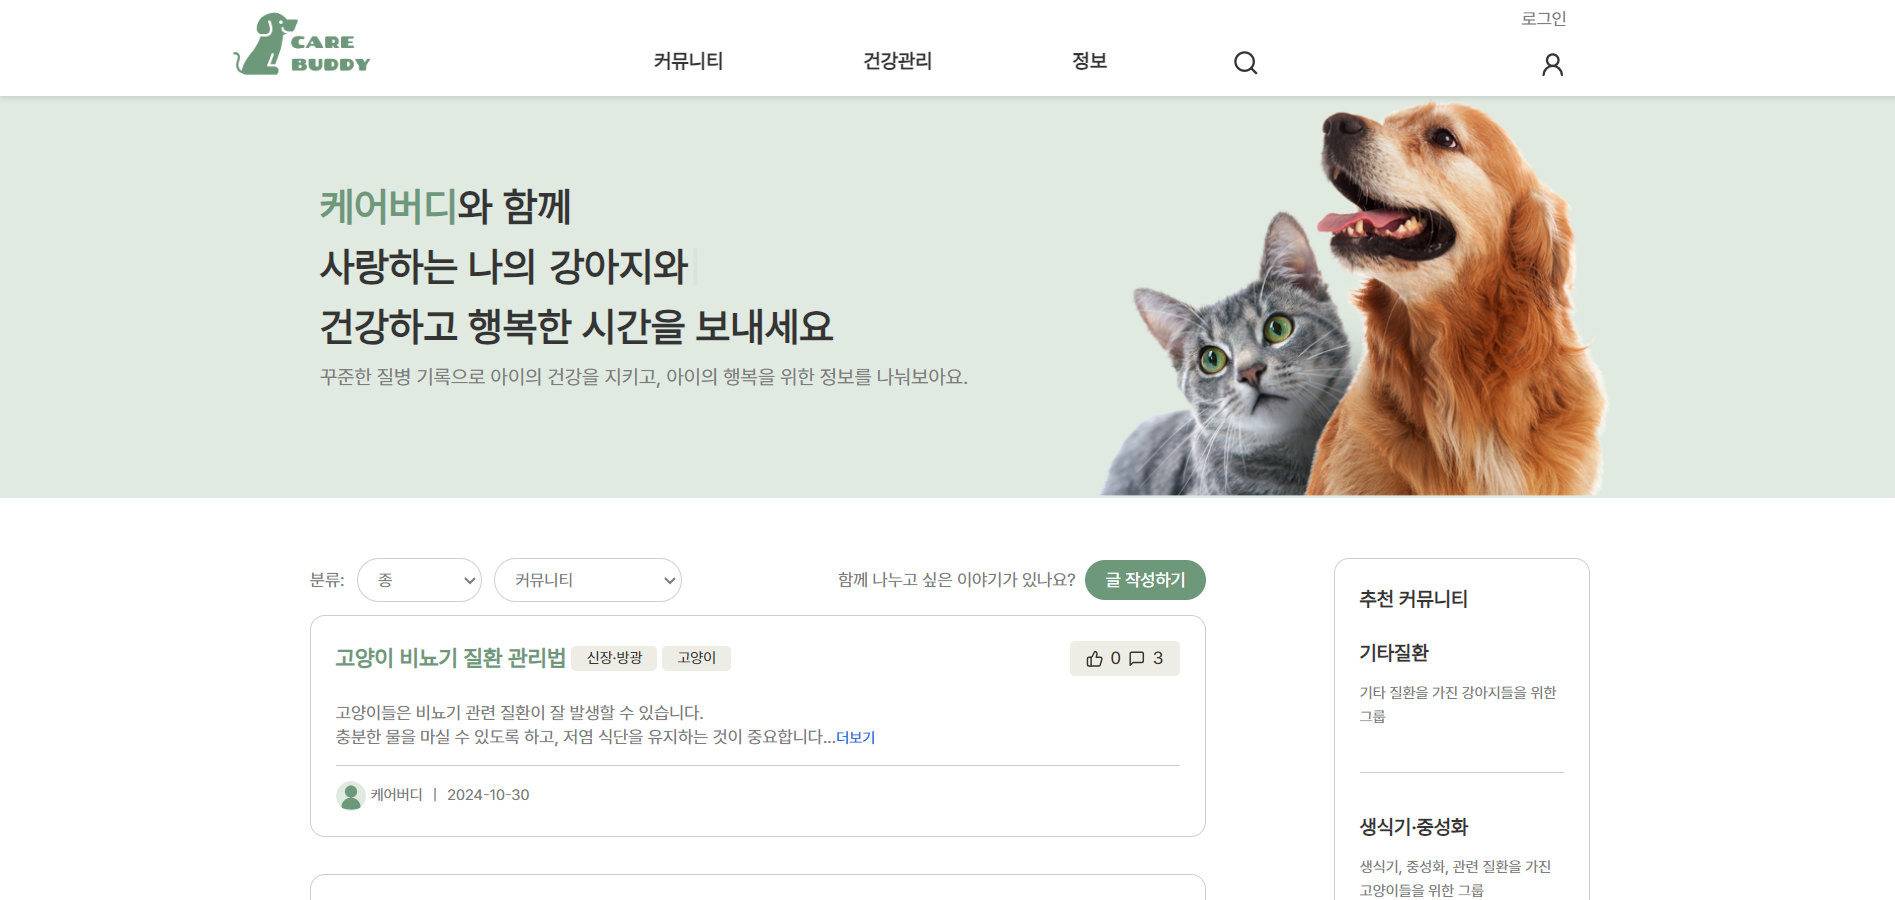 로그인
CARE
BUDDY
커뮤니티
건강관리
정보
케어버디와 함께
사랑하는 나의 강아지와
건강하고 행복한 시간을 보내세요
꾸준한 질병 기록으로 아이의 건강을 지키고, 아이의 행복을 위한 정보를 나눠보아요.
분류:
종
커뮤니티
함께 나누고 싶은 이야기가 있나요?
글 작성하기
고양이 비뇨기 질환 관리법
신장·방광
고양이
0
3
고양이들은 비뇨기 관련 질환이 잘 발생할 수 있습니다.
충분한 물을 마실 수 있도록 하고, 저염 식단을 유지하는 것이 중요합니다...더보기
케어버디 | 2024-10-30
추천 커뮤니티
기타질환
기타 질환을 가진 강아지들을 위한
그룹
생식기·중성화
생식기, 중성화, 관련 질환을 가진
고양이들을 위한 그룹